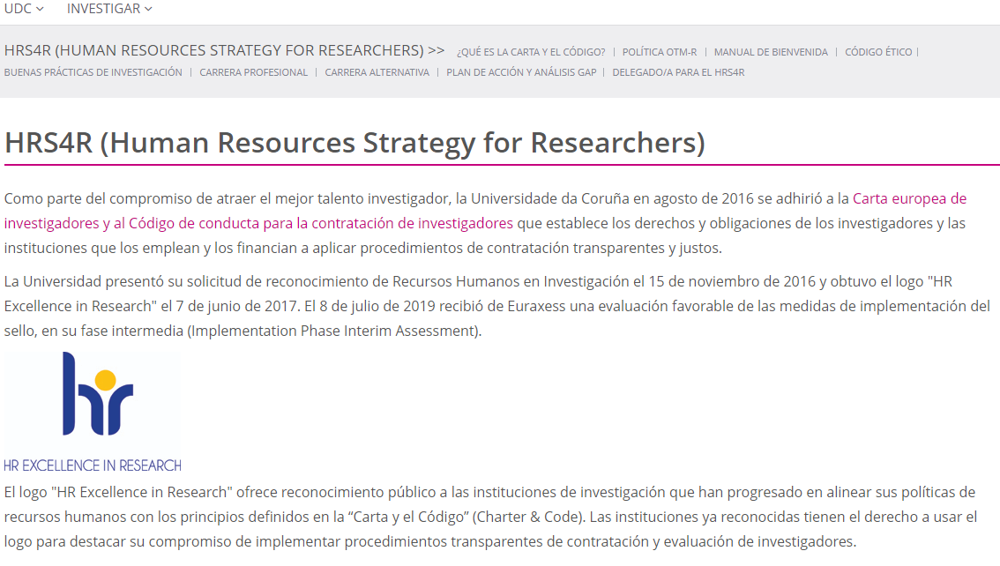 UDC INVESTIGAR
HRS4R (HUMAN RESOURCES STRATEGY FOR RESEARCHERS) >> ¿QUÉ ES LA CARTA Y EL CÓDIGO? | POLÍTICA OTM-R | MANUAL DE BIENVENIDA | CÓDIGO ÉTICO |
BUENAS PRÁCTICAS DE INVESTIGACIÓN | CARRERA PROFESIONAL | CARRERA ALTERNATIVA | PLAN DE ACCIÓN Y ANÁLISIS GAP | DELEGADO/A PARA EL HRS4R
HRS4R (Human Resources Strategy for Researchers)
Como parte del compromiso de atraer el mejor talento investigador, la Universidade da Coruña en agosto de 2016 se adhirió a la Carta europea de
investigadores y al Código de conducta para la contratación de investigadores que establece los derechos y obligaciones de los investigadores y las
instituciones que los emplean y los financian a aplicar procedimientos de contratación transparentes y justos.
La Universidad presentó su solicitud de reconocimiento de Recursos Humanos en Investigación el 15 de noviembre de 2016 y obtuvo el logo "HR
Excellence in Research" el 7 de junio de 2017. El 8 de julio de 2019 recibió de Euraxess una evaluación favorable de las medidas de implementación del
sello, en su fase intermedia (Implementation Phase Interim Assessment).
hr
HR EXCELLENCE IN RESEARCH
El logo "HR Excellence in Research" ofrece reconocimiento público a las instituciones de investigación que han progresado en alinear sus políticas de
recursos humanos con los principios definidos en la “Carta y el Código” (Charter & Code). Las instituciones ya reconocidas tienen el derecho a usar el
logo para destacar su compromiso de implementar procedimientos transparentes de contratación y evaluación de investigadores.